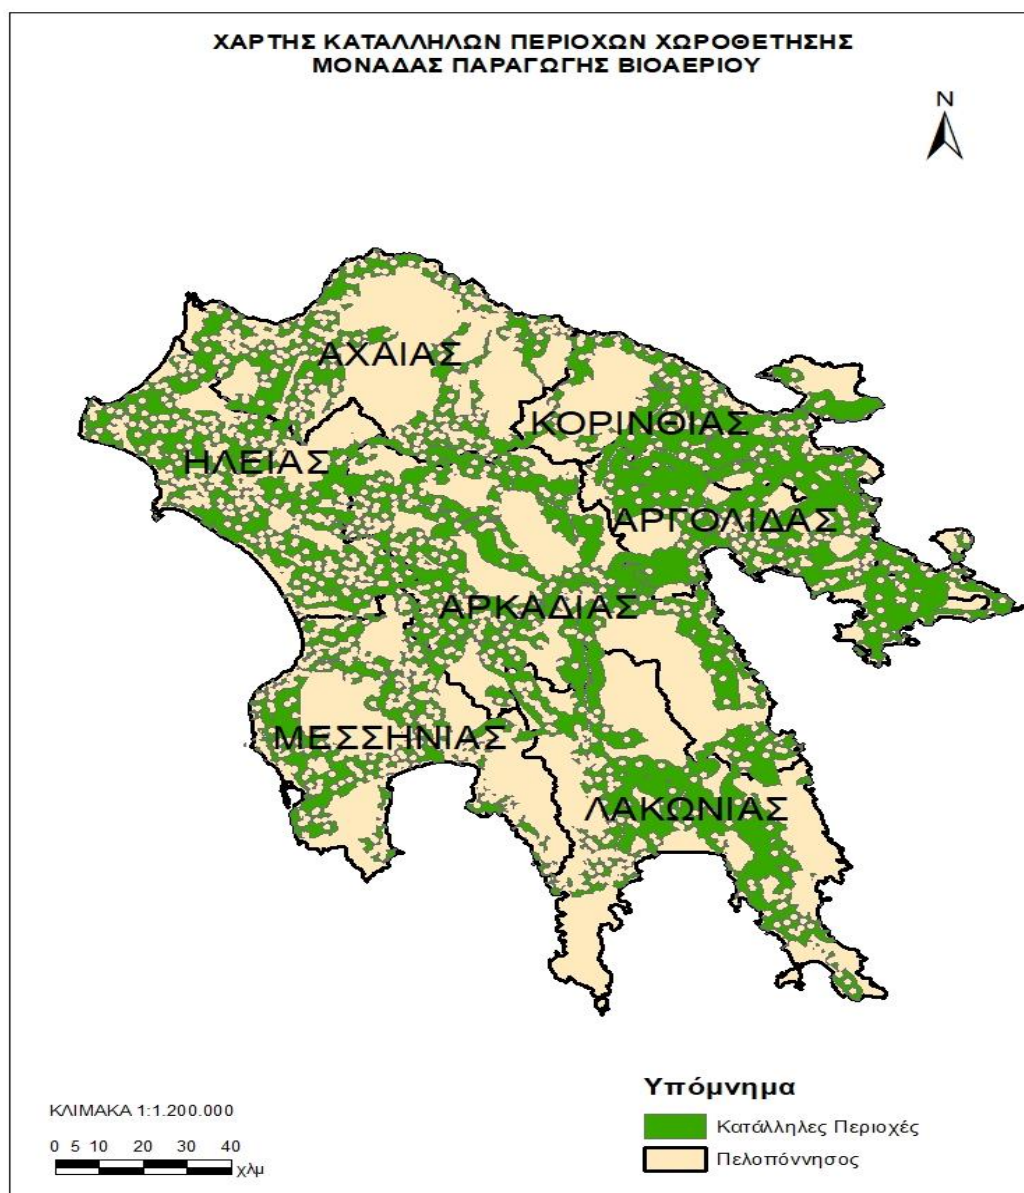 ΧΑΡΤΗΣ ΚΑΤΑΛΛΗΛΩΝ ΠΕΡΙΟΧΩΝ ΧΩΡΟΘΕΤΗΣΗΣ
ΜΟΝΑΔΑΣ ΠΑΡΑΓΩΓΗΣ ΒΙΟΑΕΡΙΟΥ
N
ΑΧΑΙΑΣ
ΚΟΡΙΝΘΙΑΣ
ΗΛΕΙΑΣ
ΑΡΓΟΛΙΔΑΣ
ΑΡΚΑΔΙΑΣ
ΜΕΣΣΗΝΙΑΣ
ΛΑΚΩΝΙΑΣ
Υπόμνημα
ΚΛΙΜΑΚΑ 1:1.200.000
Κατάλληλες Περιοχές
0 5 10 20 30 40
χλμ
Πελοπόννησος